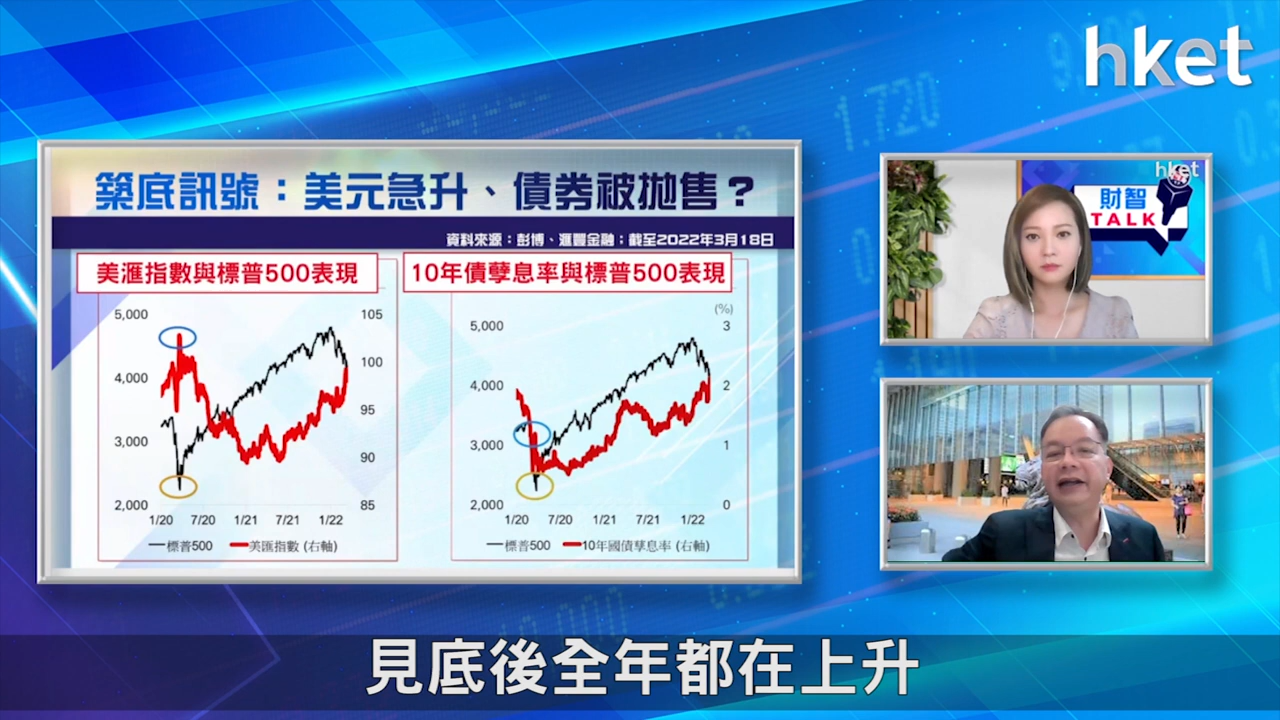 hket
築底訊號：美元急升、債券被拋售？
資料來源：彭博、滙豐金融；截至2022年3月18日
美滙指數與標普500表現
5,000
4,000
3,000
2,000
105
100
95
90
85
1/20 7/20 1/21 7/21 1/22
標普500 美滙指數 (右軸)
10年債孽息率與標普500表現
(%)
5,000
4,000
3,000
2,000
3
2
1
0
1/20 7/20 1/21 7/21 1/22
標普500 10年國債孳息率 (右軸)
hket
財智
TALK
見底後全年都在上升